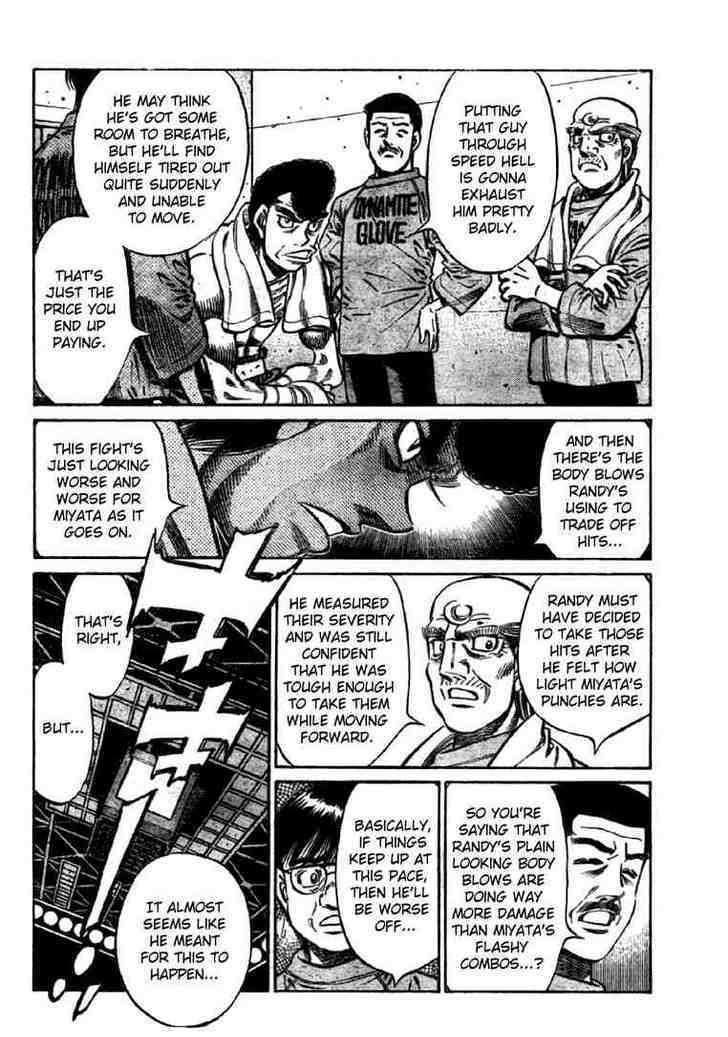 PUTTING
THAT GUY
THROUGH
SPEED HELL
IS GONNA
EXHAUST
HIM PRETTY
BADLY.
DYNAMITE
GLOVE
HE MAY THINK
HE'S GOT SOME
ROOM TO BREATHE,
BUT HE'LL FIND
HIMSELF TIRED OUT
QUITE SUDDENLY
AND UNABLE
TO MOVE.
THAT'S
JUST THE
PRICE YOU
END UP
PAYING.
AND THEN
THERE'S THE
BODY BLOWS
RANDY'S
USING TO
TRADE OFF
HITS...
THIS FIGHT'S
JUST LOOKING
WORSE AND
WORSE FOR
MIYATA AS IT
GOES ON.
RANDY MUST
HAVE DECIDED
TO TAKE THOSE
HITS AFTER
HE FELT HOW
LIGHT MIYATA'S
PUNCHES ARE.
HE MEASURED
THEIR SEVERITY
AND WAS STILL
CONFIDENT
THAT HE WAS
TOUGH ENOUGH
TO TAKE THEM
WHILE MOVING
FORWARD.
SO YOU'RE
SAYING THAT
RANDY'S PLAIN
LOOKING BODY
BLOWS ARE
DOING WAY
MORE DAMAGE
THAN MIYATA'S
FLASHY
COMBOS...?
BASICALLY,
IF THINGS
KEEP UP AT
THIS PACE,
THEN HE'LL
BE WORSE
OFF...
THAT'S
RIGHT,
BUT...
IT ALMOST
SEEMS LIKE
HE MEANT
FOR THIS TO
HAPPEN...